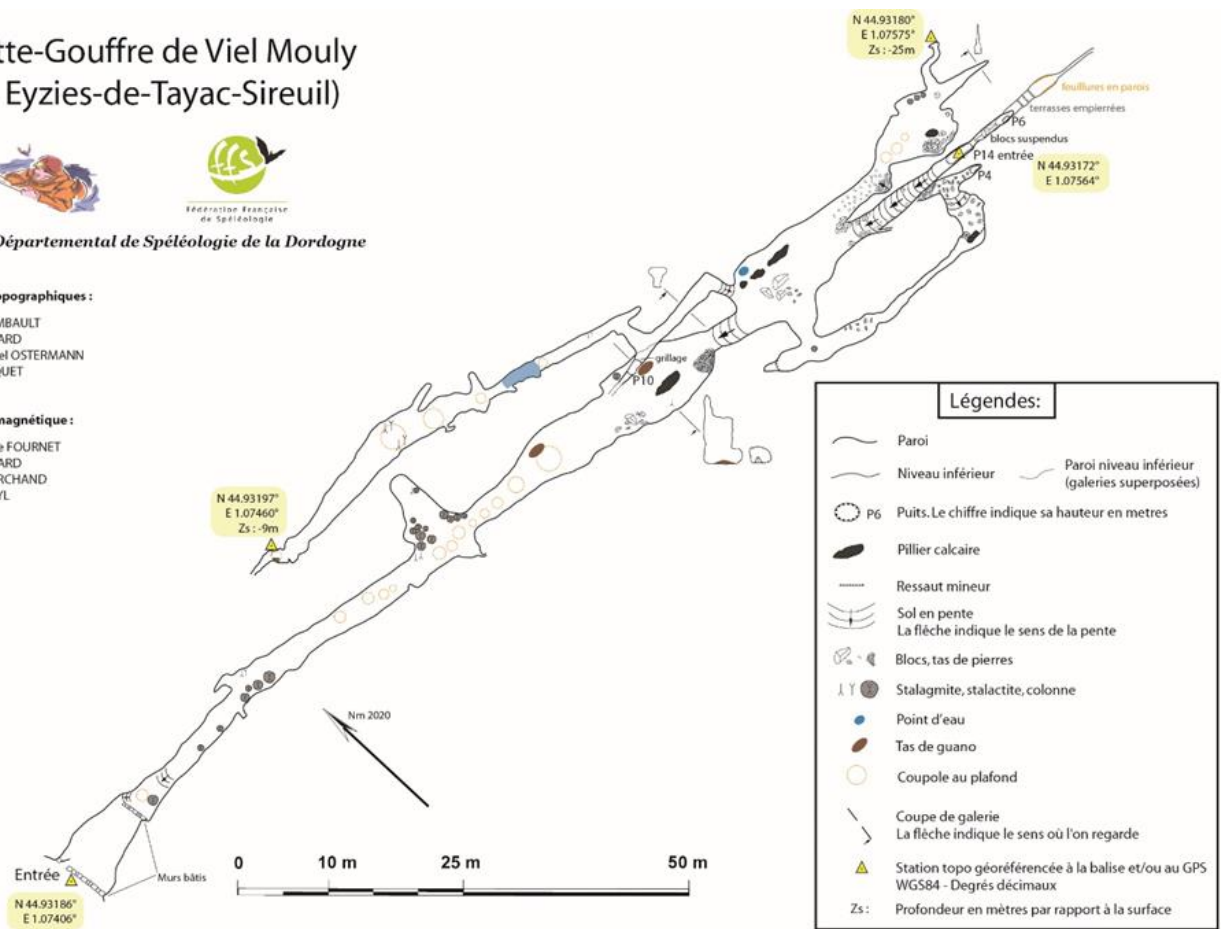 tte-Gouffre de Viel Mouly
Eyzies-de-Tayac-Sireuil)
ffs
Fédération Française
de Spéléologie
Départemental de Spéléologie de la Dordogne
opographiques :
MBAULT
ARD
el OSTERMANN
QUET
magnétique :
e FOURNET
ARD
RCHAND
YL
N 44.93180°
E 1.07575°
Zs : -25m
feuillures en parois
terrasses empierrées
P6
blocs suspendus
P14 entrée
N 44.93172°
E 1.07564°
P4
grillage
P10
N 44.93197°
E 1.07460°
Zs : -9m
Nm 2020
Entrée
Murs bâtis
N 44.93186°
E 1.07406°
0 10 m 25 m 50 m
Légendes:
Paroi
Niveau inférieur
Paroi niveau inférieur
(galeries superposées)
P6 Puits. Le chiffre indique sa hauteur en metres
Pillier calcaire
Ressaut mineur
Sol en pente
La flèche indique le sens de la pente
Blocs, tas de pierres
Stalagmite, stalactite, colonne
Point d'eau
Tas de guano
Coupole au plafond
Coupe de galerie
La flèche indique le sens où l'on regarde
Station topo géoréférencée à la balise et/ou au GPS
WGS84 - Degrés décimaux
Zs : Profondeur en mètres par rapport à la surface